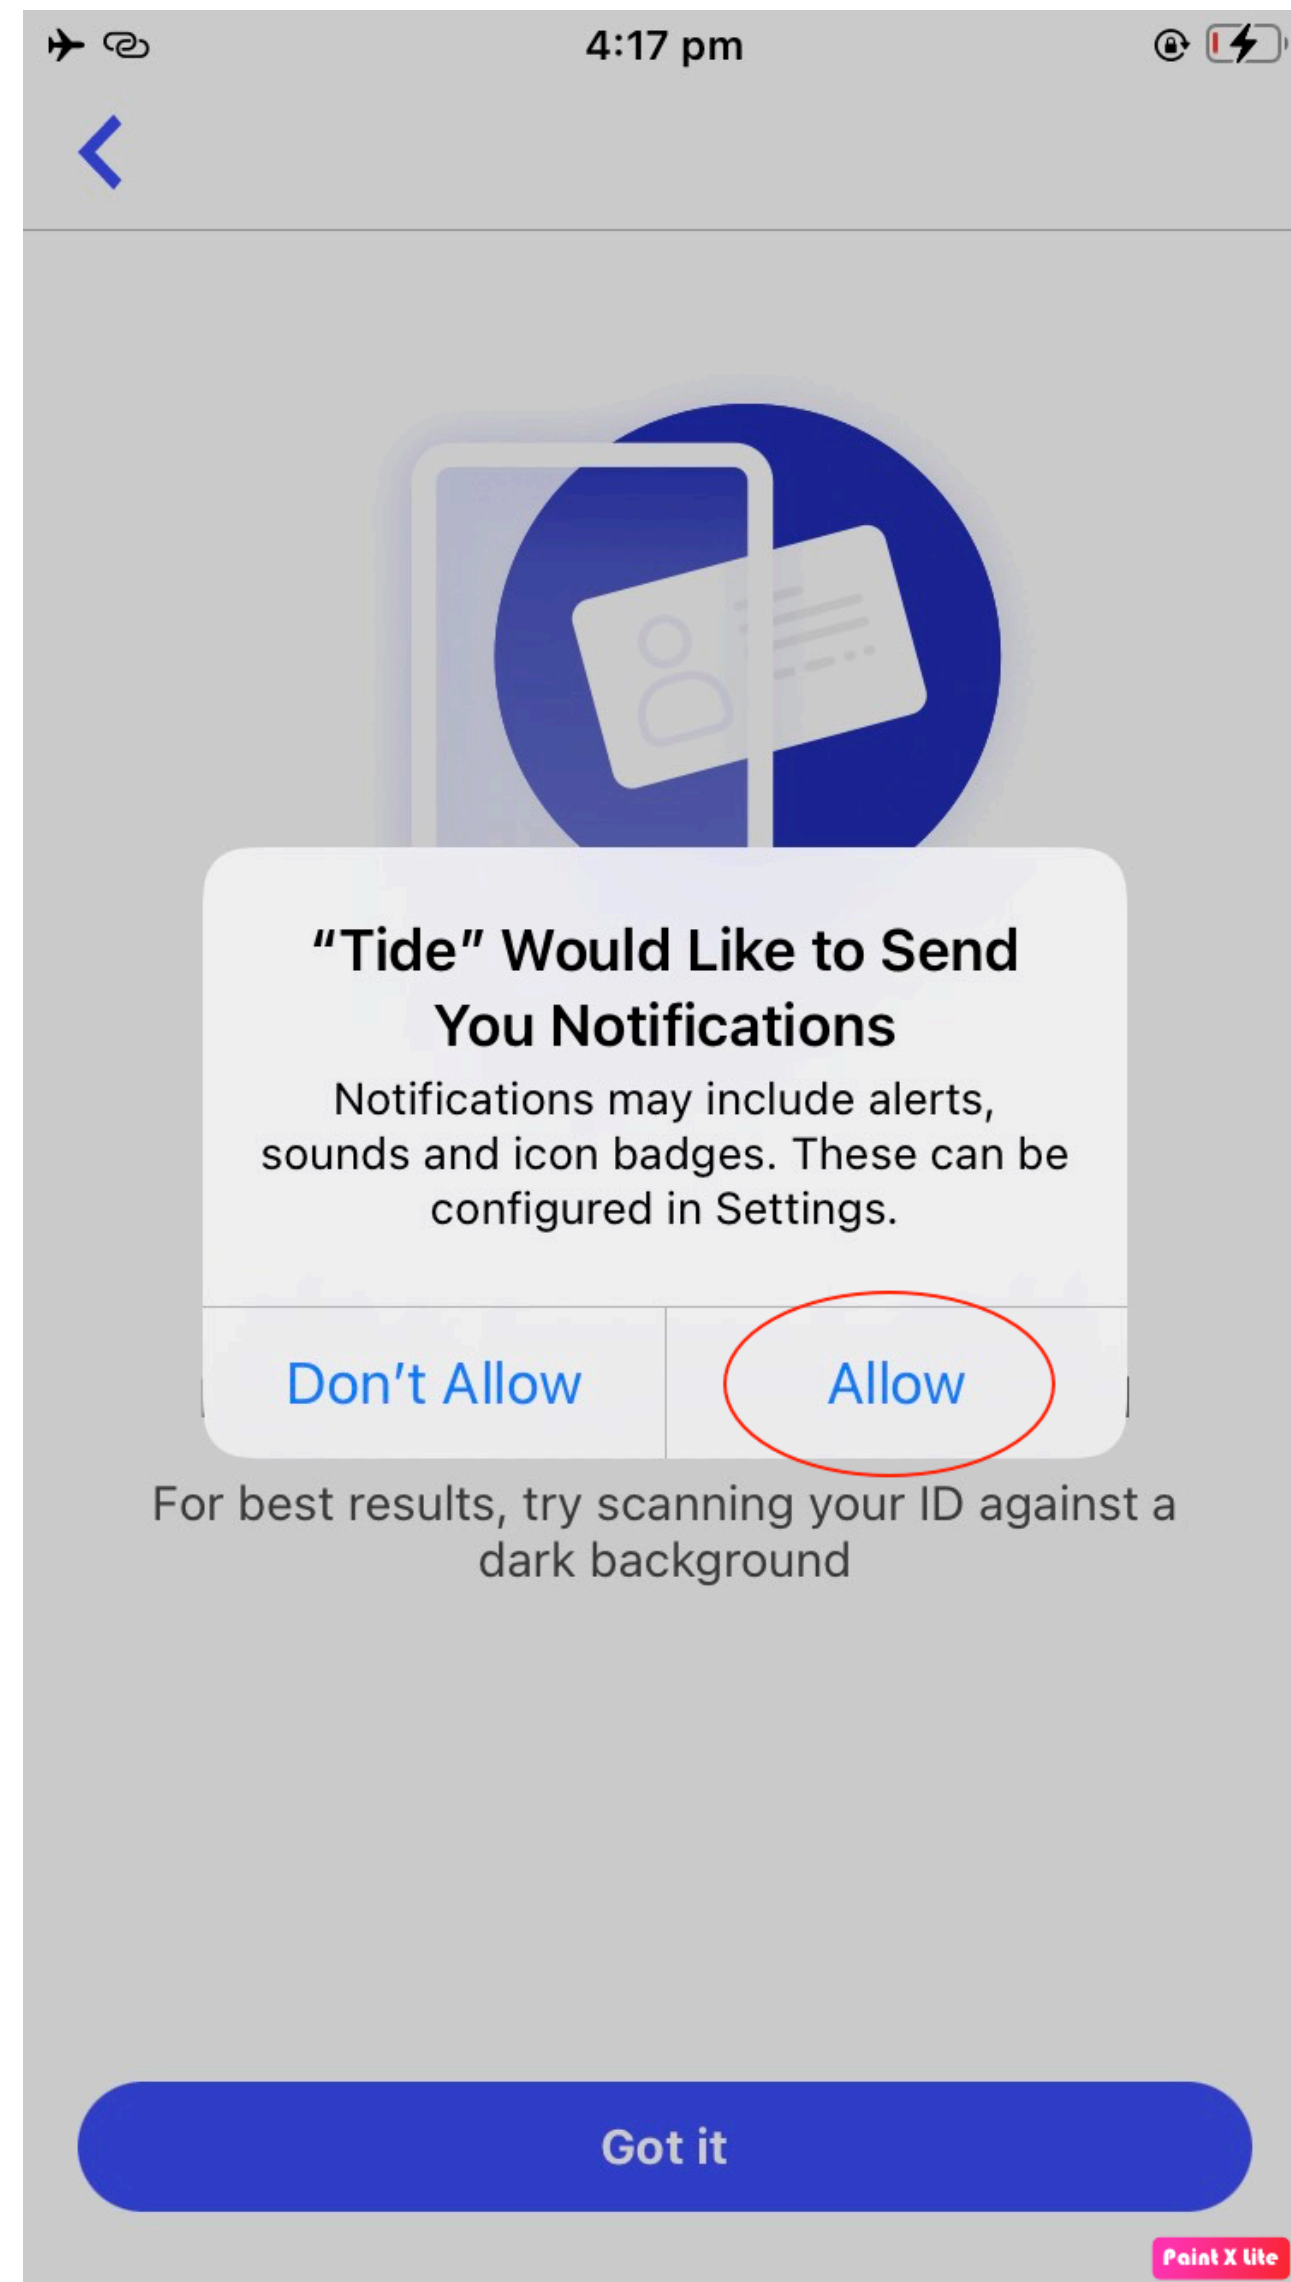 4:17 pm
“Tide” Would Like to Send
You Notifications
Notifications may include alerts,
sounds and icon badges. These can be
configured in Settings.
Don’t Allow
Allow
For best results, try scanning your ID against a
dark background
Got it
Paint X lite